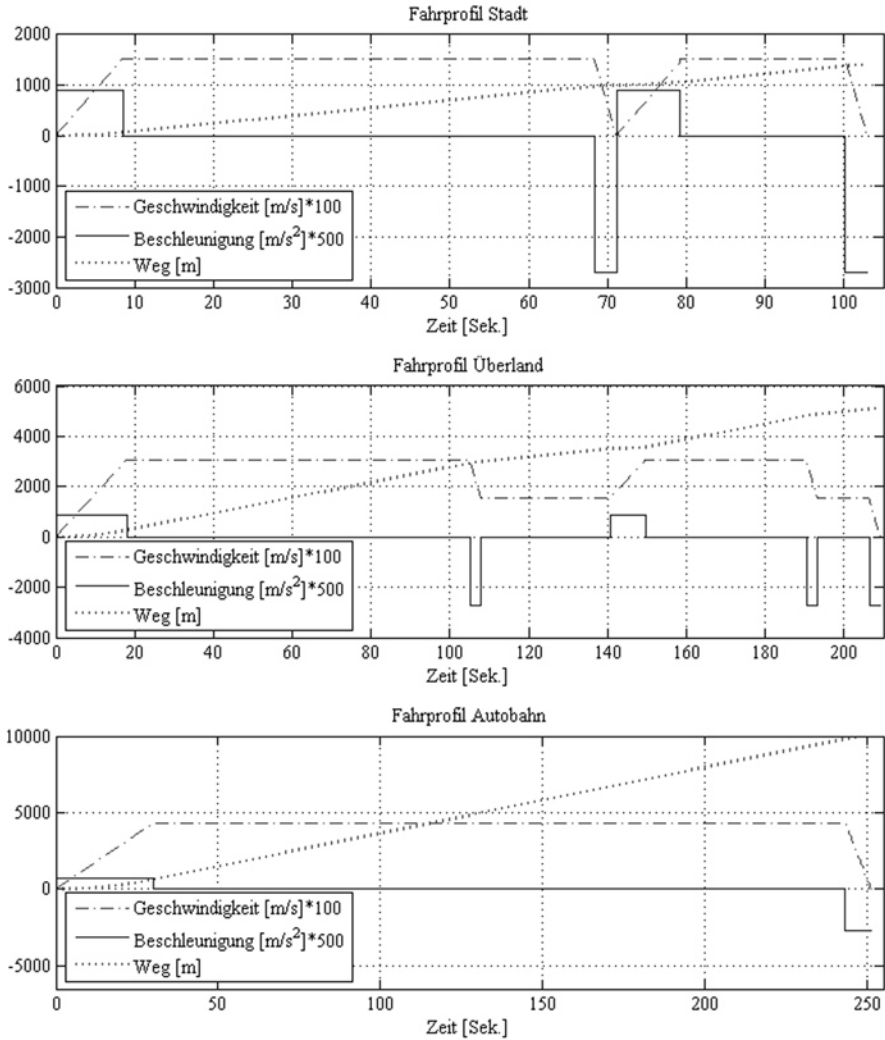 Fahrprofil Stadt
2000
1000
0
-1000
-2000
-3000
Geschwindigkeit [m/s]*100
Beschleunigung [m/s²]*500
Weg [m]
0 10 20 30 40 50 60 70 80 90 100
Zeit [Sek.]
Fahrprofil Überland
6000
4000
2000
0
-2000
-4000
Geschwindigkeit [m/s]*100
Beschleunigung [m/s²]*500
Weg [m]
0 20 40 60 80 100 120 140 160 180 200
Zeit [Sek.]
Fahrprofil Autobahn
10000
5000
0
-5000
Geschwindigkeit [m/s]*100
Beschleunigung [m/s²]*500
Weg [m]
0 50 100 150 200 250
Zeit [Sek.]